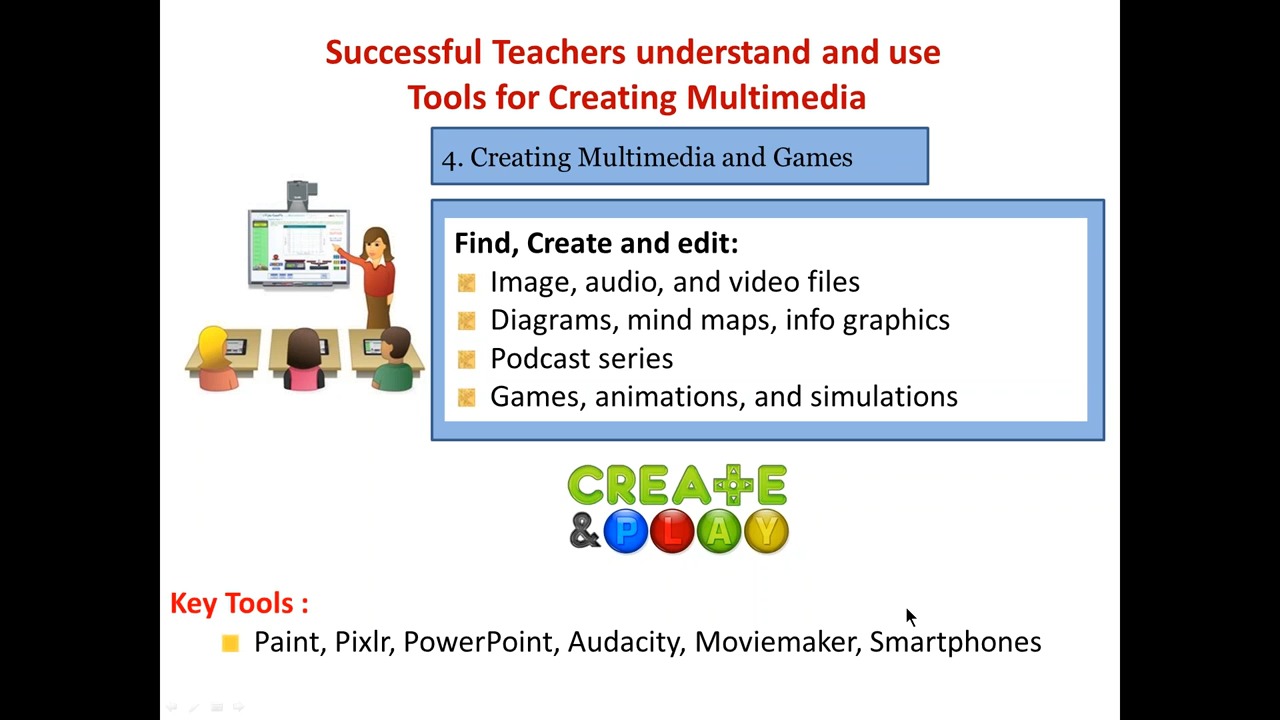 Successful Teachers understand and use
Tools for Creating Multimedia
4. Creating Multimedia and Games
Find, Create and edit:
Image, audio, and video files
Diagrams, mind maps, info graphics
Podcast series
Games, animations, and simulations
CREATE
& PLAY
Key Tools :
Paint, Pixlr, PowerPoint, Audacity, Moviemaker, Smartphones